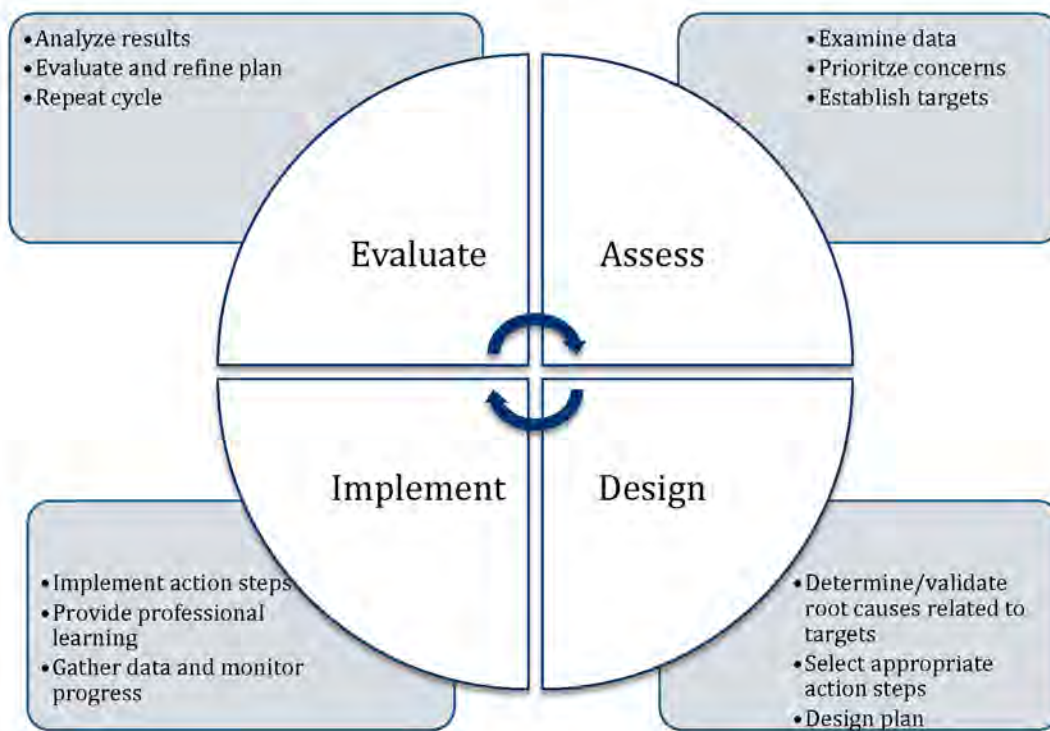 •Analyze results
•Evaluate and refine plan
•Repeat cycle
•Examine data
•Prioritze concerns
•Establish targets
Evaluate
Assess
Implement
Design
•Implement action steps
•Provide professional
learning
•Gather data and monitor
progress
•Determine/validate
root causes related to
targets
•Select appropriate
action steps
•Design plan